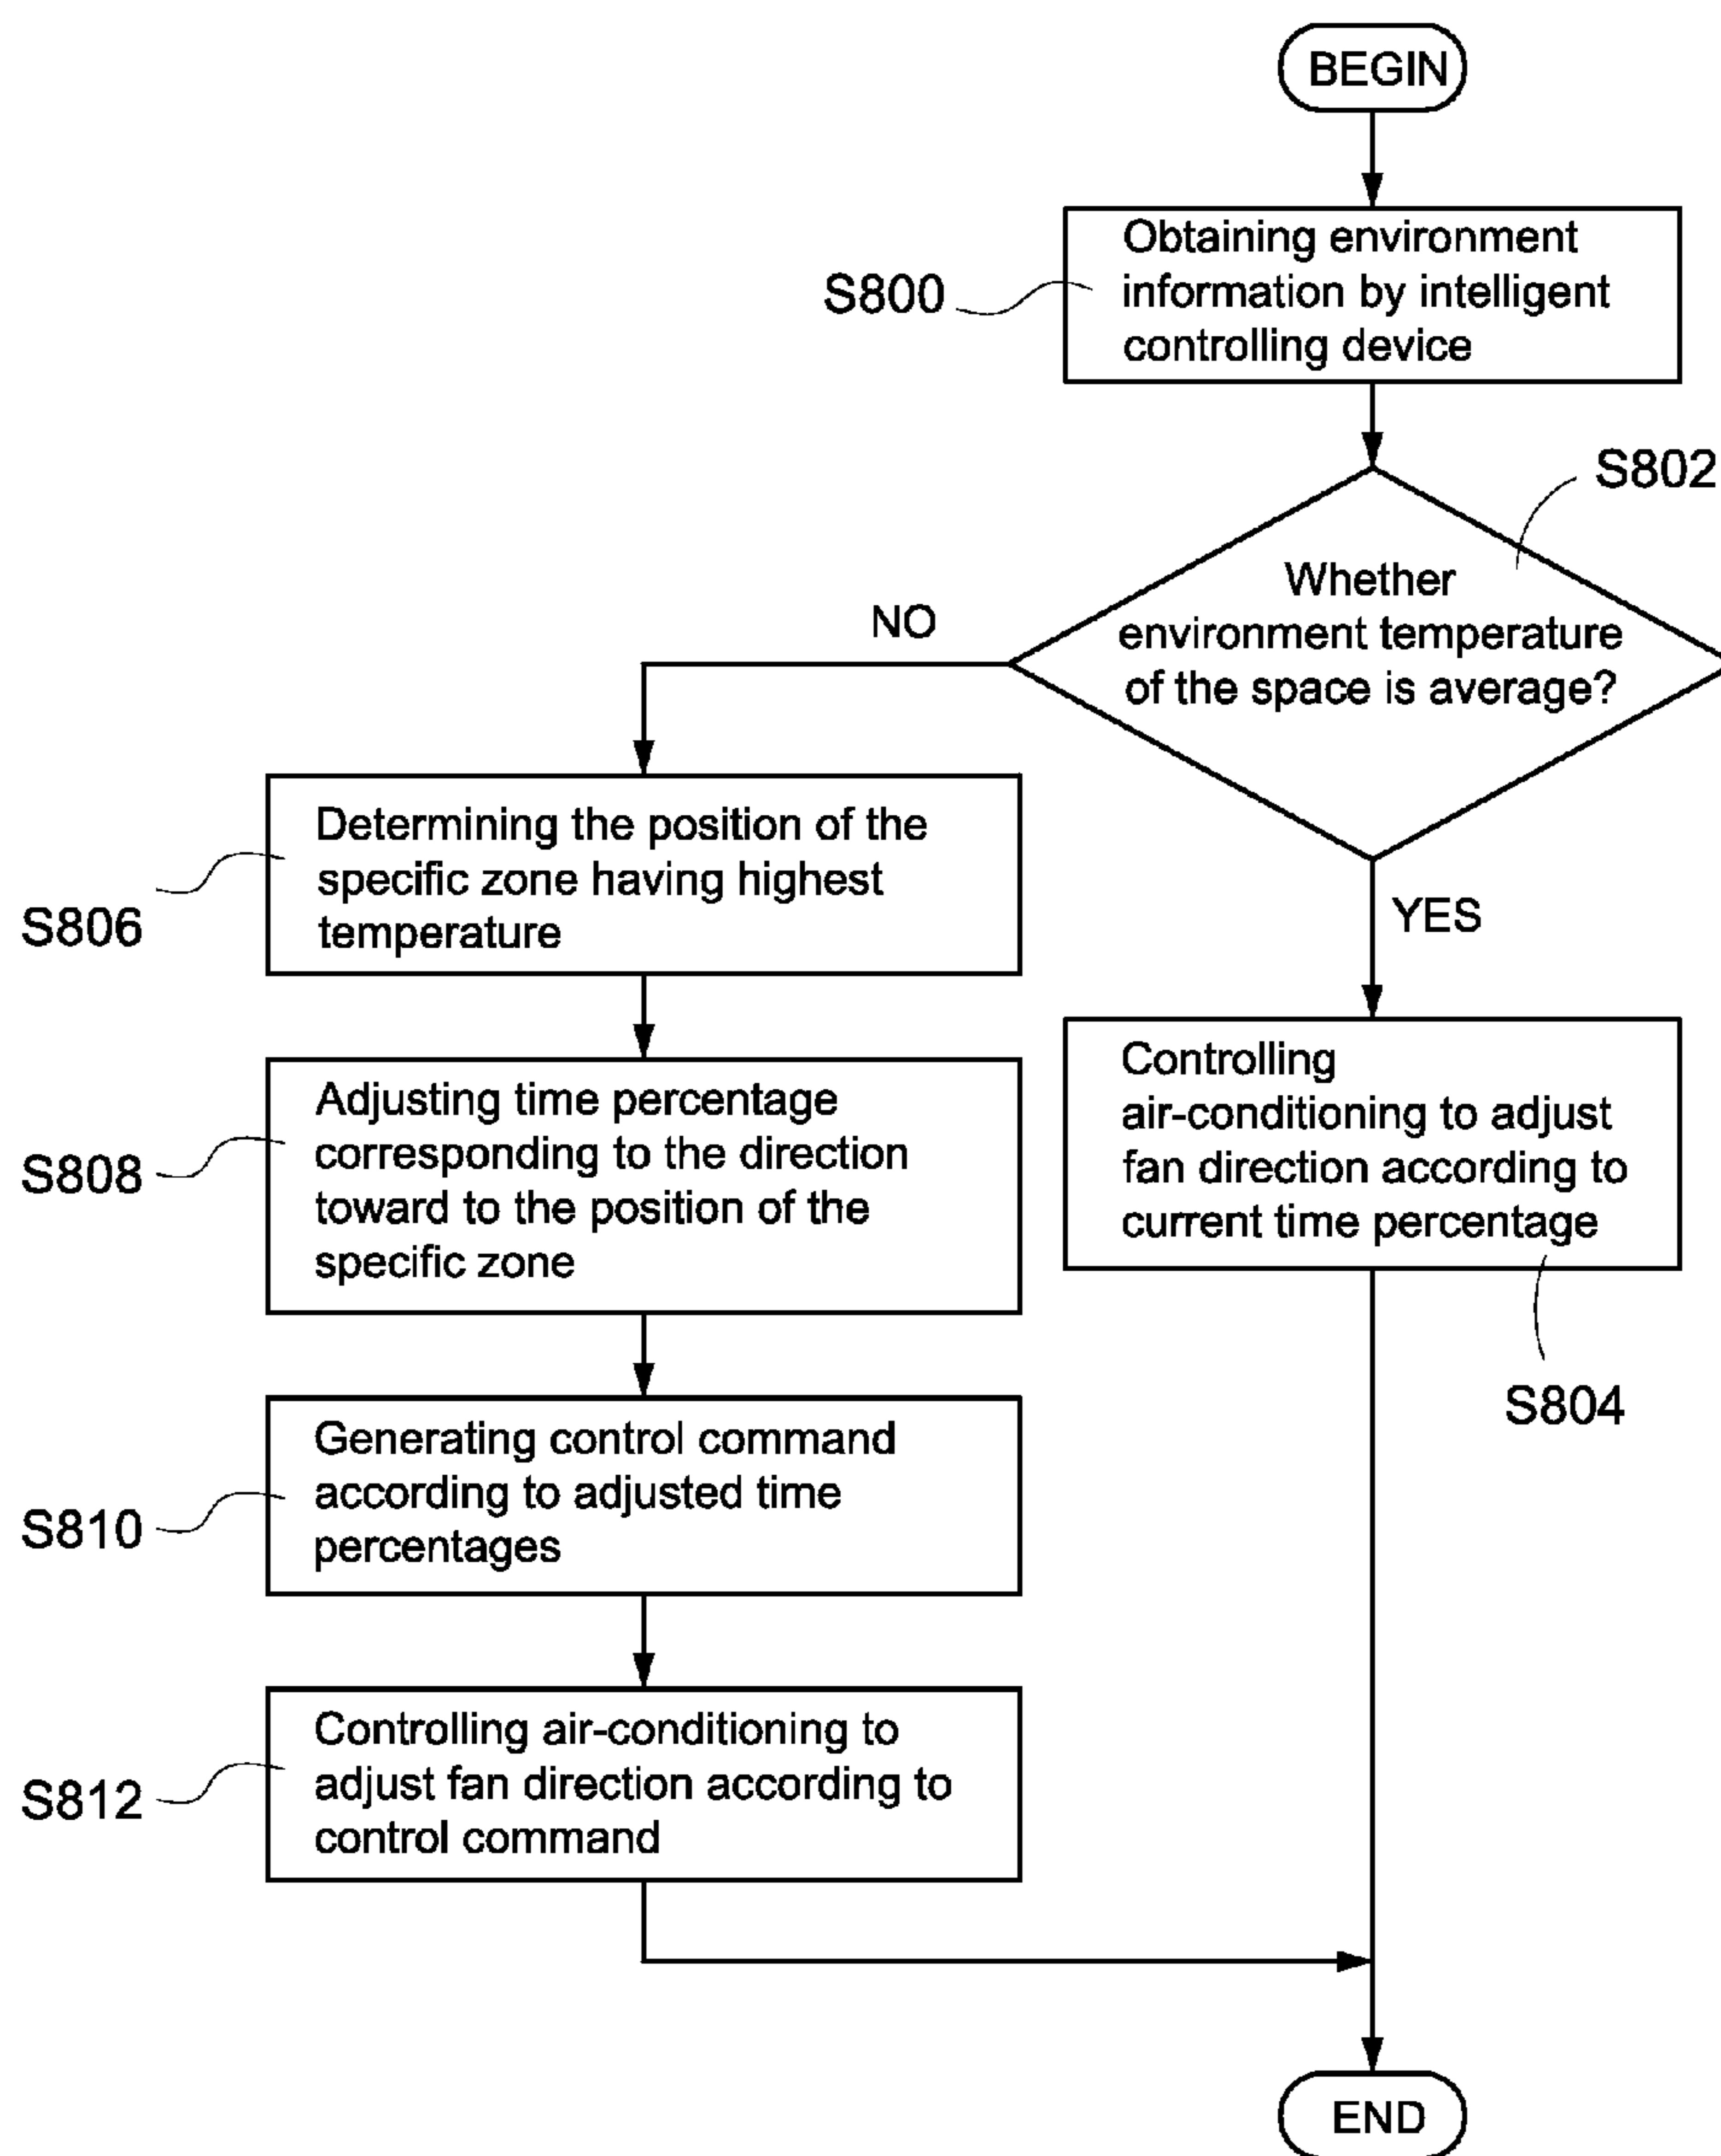 BEGIN
Obtaining environment
information by intelligent
controlling device
S800
S802
Whether
environment temperature
of the space is average?
NO
YES
Determining the position of the
specific zone having highest
temperature
S806
Controlling
air-conditioning to adjust
fan direction according to
current time percentage
S804
Adjusting time percentage
corresponding to the direction
toward to the position of the
specific zone
S808
Generating control command
according to adjusted time
percentages
S810
Controlling air-conditioning to
adjust fan direction according to
control command
S812
END